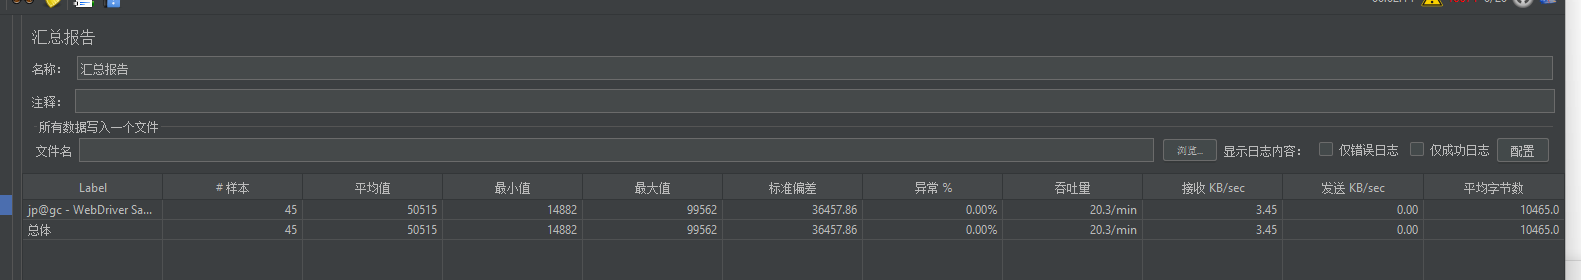 汇总报告
名称： 汇总报告
注释：
所有数据写入一个文件
文件名 浏览... 显示日志内容： 仅错误日志 仅成功日志 配置
Label # 样本 平均值 最小值 最大值 标准偏差 异常 % 吞吐量 接收 KB/sec 发送 KB/sec 平均字节数
jp@gc - WebDriver Sa... 45 50515 14882 99562 36457.86 0.00% 20.3/min 3.45 0.00 10465.0
总体 45 50515 14882 99562 36457.86 0.00% 20.3/min 3.45 0.00 10465.0